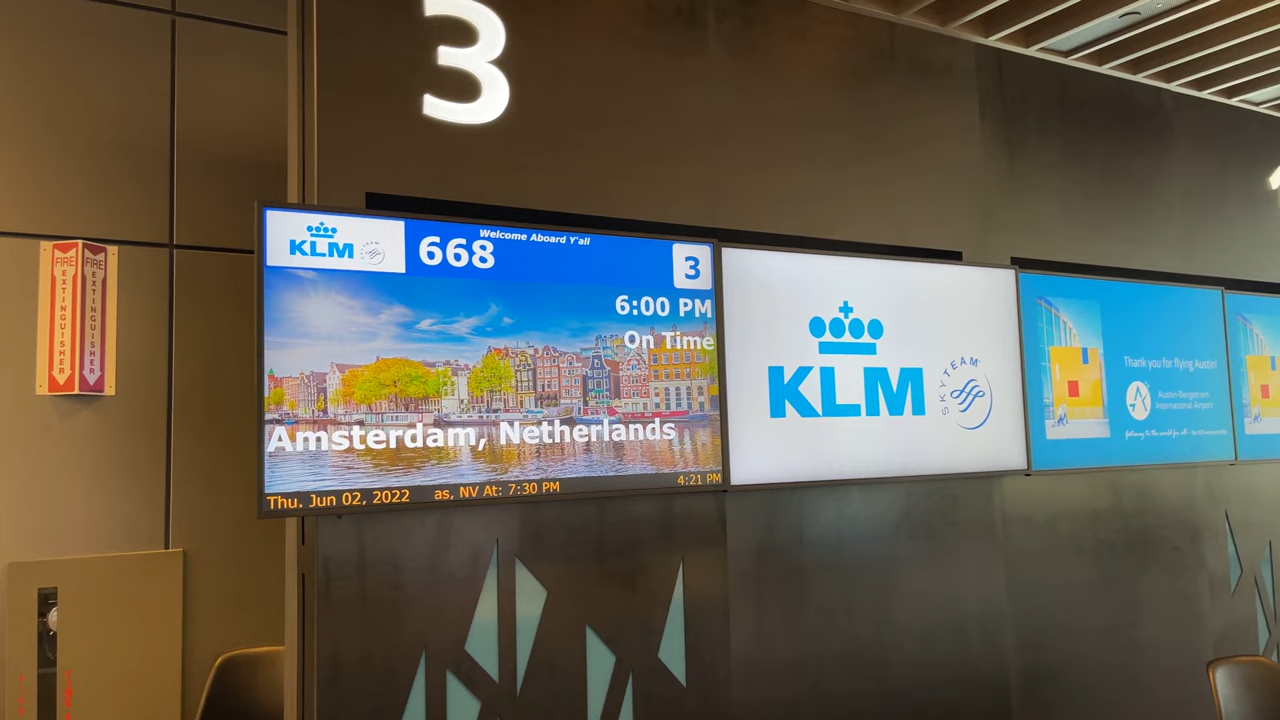 3
FIRE
EXTINGUISHER
FIRE
EXTINGUISHER
KLM
668
Welcome Aboard Y'all
3
6:00 PM
On Time
Amsterdam, Netherlands
Thu. Jun 02, 2022
as, NV At: 7:30 PM
4:21 PM
KLM
SKYTEAM
Thank you for flying Austin!
Austin-Bergstrom
International Airport